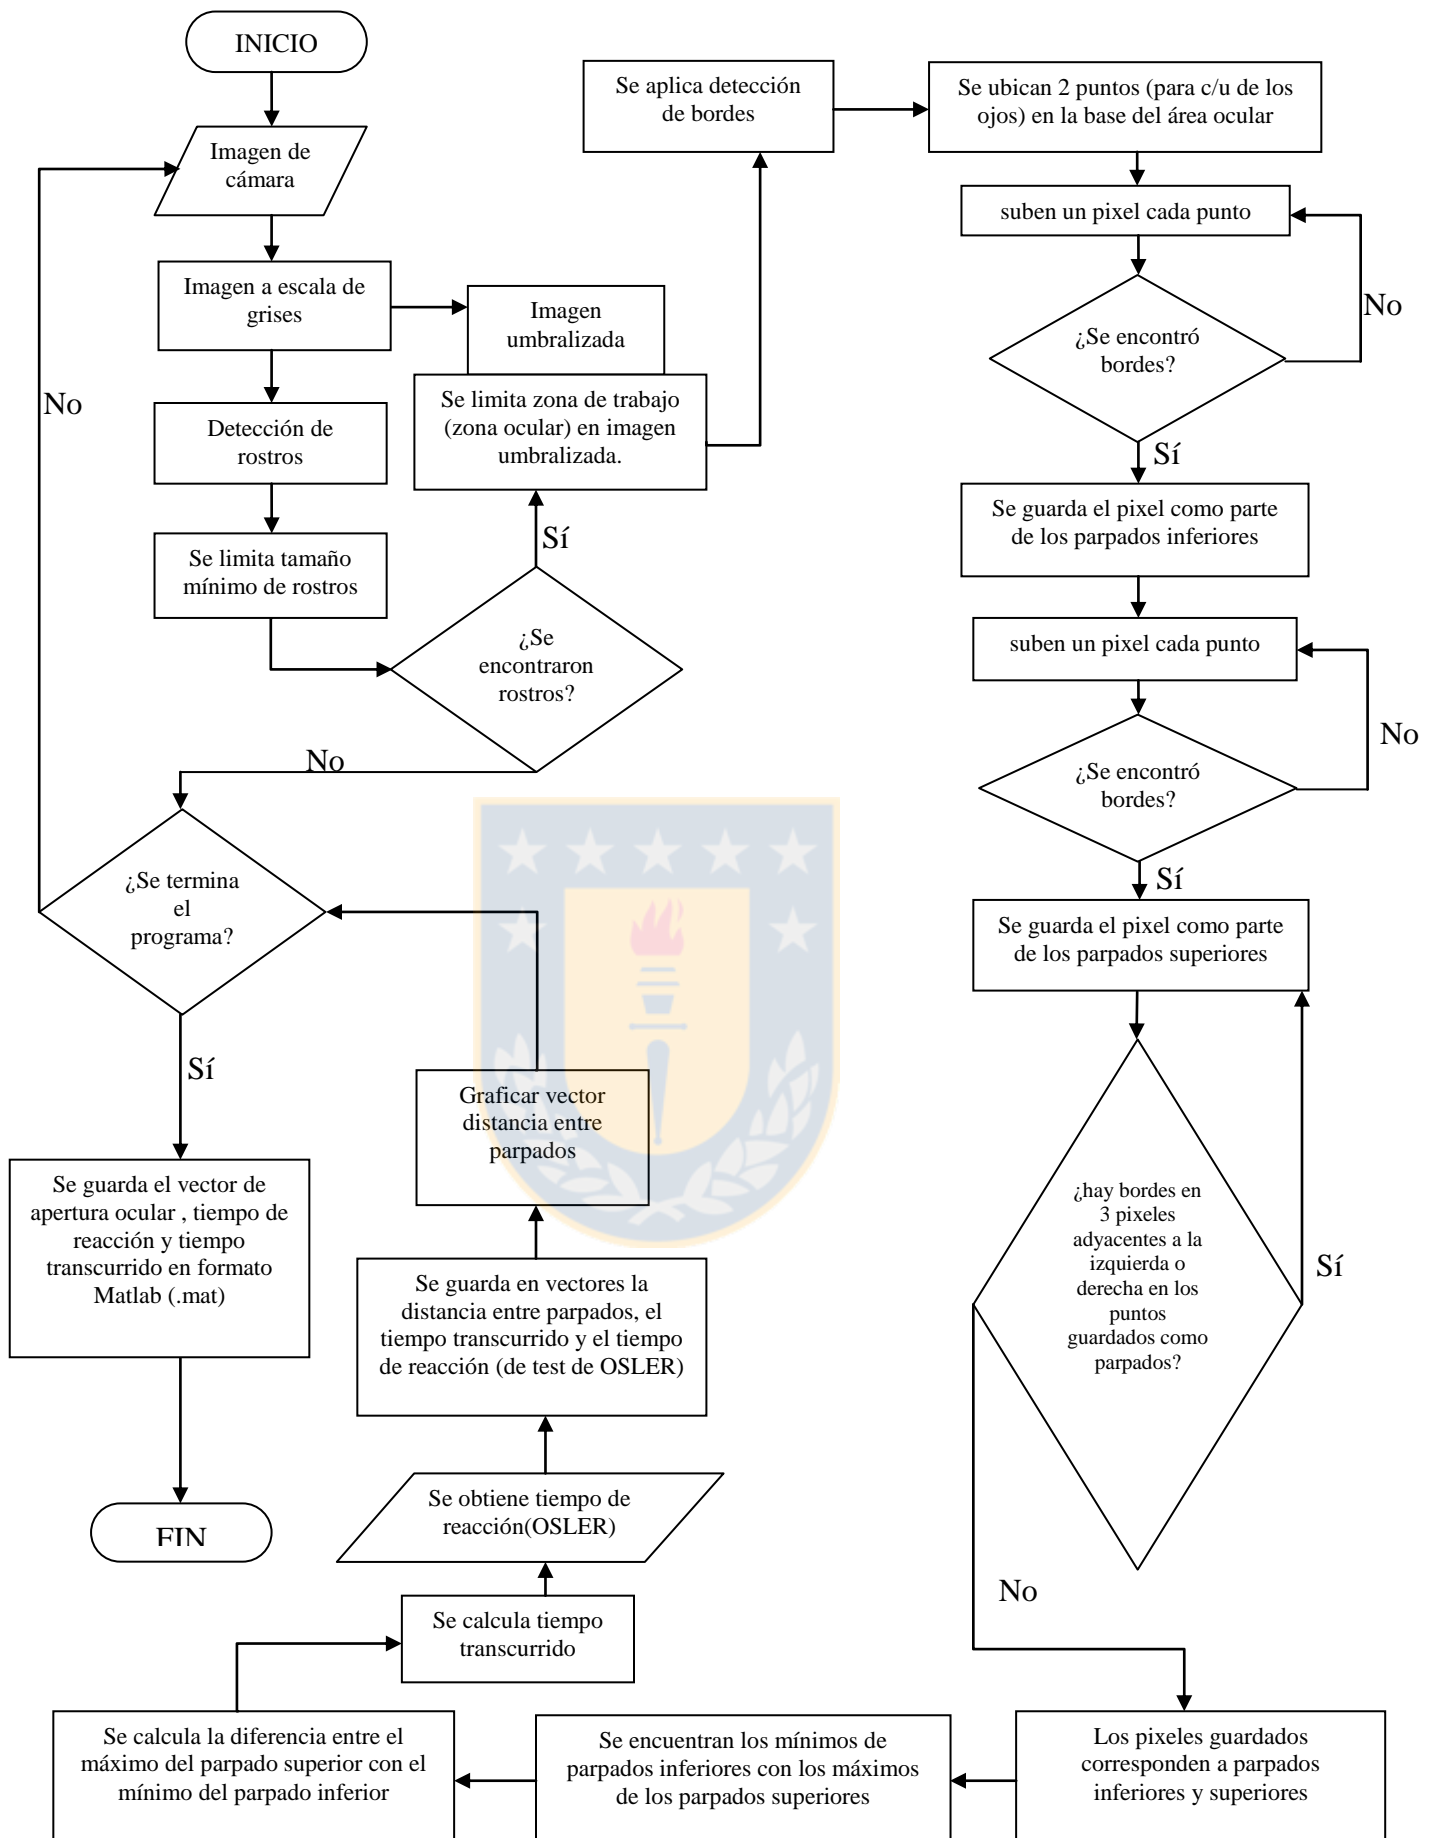 INICIO
Imagen de
cámara
Imagen a escala de
grises
Imagen
umbralizada
Detección de
rostros
Se limita tamaño
mínimo de rostros
¿Se
encontraron
rostros?
Sí
No
Se limita zona de trabajo
(zona ocular) en imagen
umbralizada.
Se aplica detección
de bordes
Se ubican 2 puntos (para c/u de los
ojos) en la base del área ocular
suben un pixel cada punto
¿Se encontró
bordes?
No
Sí
Se guarda el pixel como parte
de los parpados inferiores
suben un pixel cada punto
¿Se encontró
bordes?
No
Sí
Se guarda el pixel como parte
de los parpados superiores
¿hay bordes en
3 pixeles
adyacentes a la
izquierda o
derecha en los
puntos
guardados como
parpados?
Sí
No
Los pixeles guardados
corresponden a parpados
inferiores y superiores
Se encuentran los mínimos de
parpados inferiores con los máximos
de los parpados superiores
Se calcula la diferencia entre el
máximo del parpado superior con el
mínimo del parpado inferior
Se calcula tiempo
transcurrido
Se obtiene tiempo de
reacción(OSLER)
Se guarda en vectores la
distancia entre parpados, el
tiempo transcurrido y el tiempo
de reacción (de test de OSLER)
Graficar vector
distancia entre
parpados
¿Se termina
el
programa?
No
Sí
Se guarda el vector de
apertura ocular , tiempo de
reacción y tiempo
transcurrido en formato
Matlab (.mat)
FIN